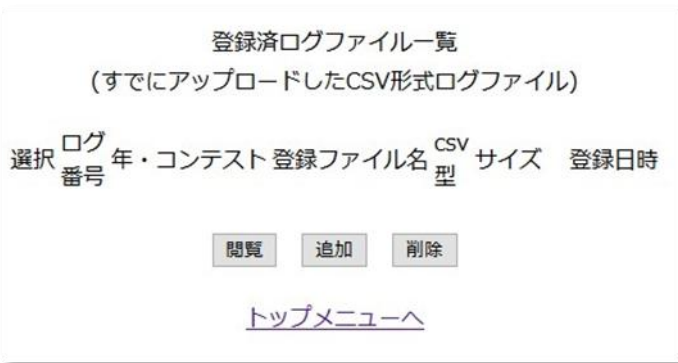 登録済ログファイル一覧
(すでにアップロードしたCSV形式ログファイル)
選択 ログ番号 年・コンテスト 登録ファイル名 csv型 サイズ 登録日時
閲覧 追加 削除
トップメニューへ